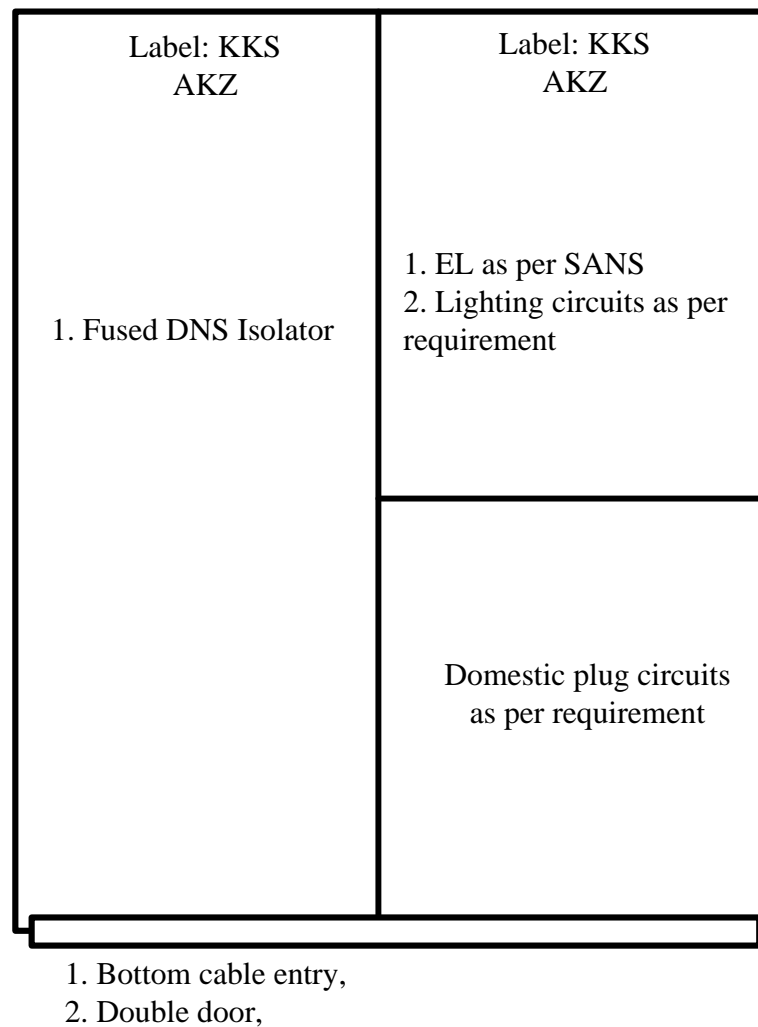 Label: KKS
AKZ
1. Fused DNS Isolator
Label: KKS
AKZ
1. EL as per SANS
2. Lighting circuits as per
requirement
Domestic plug circuits
as per requirement
1. Bottom cable entry,
2. Double door,